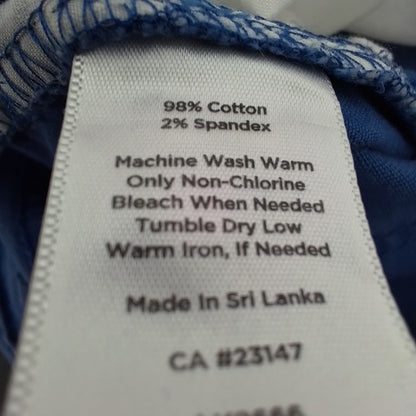 98% Cotton
2% Spandex
Machine Wash Warm
Only Non-Chlorine
Bleach When Needed
Tumble Dry Low
Warm Iron, If Needed
Made In Sri Lanka
CA #23147